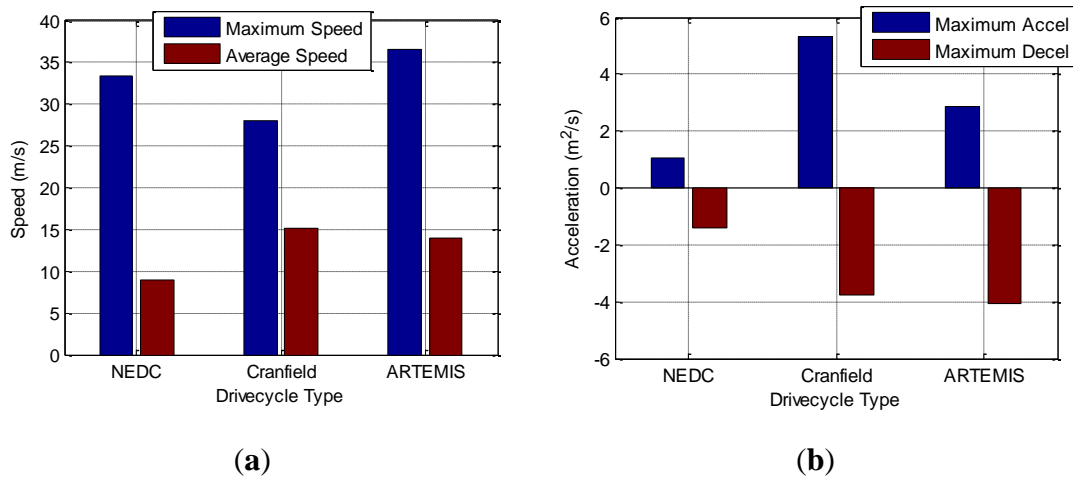 40
35
30
25
20
15
10
5
0
Speed (m/s)
Maximum Speed
Average Speed
NEDC Cranfield ARTEMIS
Drivecycle Type
(a)
6
4
2
0
-2
-4
-6
Acceleration (m²/s)
Maximum Accel
Maximum Decel
NEDC Cranfield ARTEMIS
Drivecycle Type
(b)